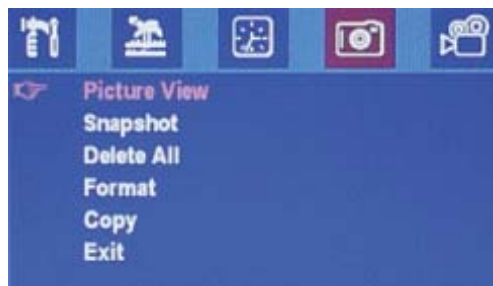 Picture View
Snapshot
Delete All
Format
Copy
Exit